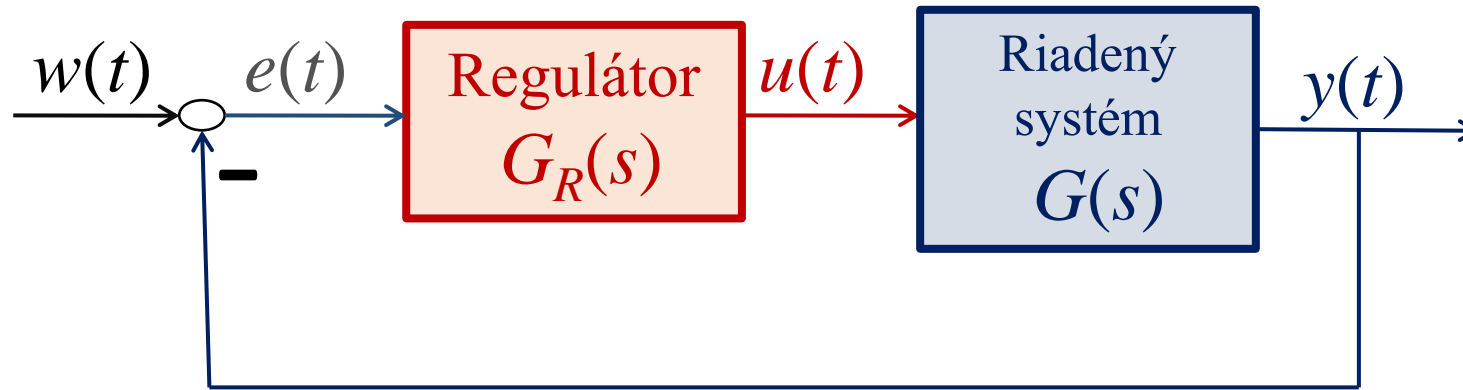 w(t)
e(t)
Regulátor
G_R(s)
u(t)
Riadený
systém
G(s)
y(t)
-